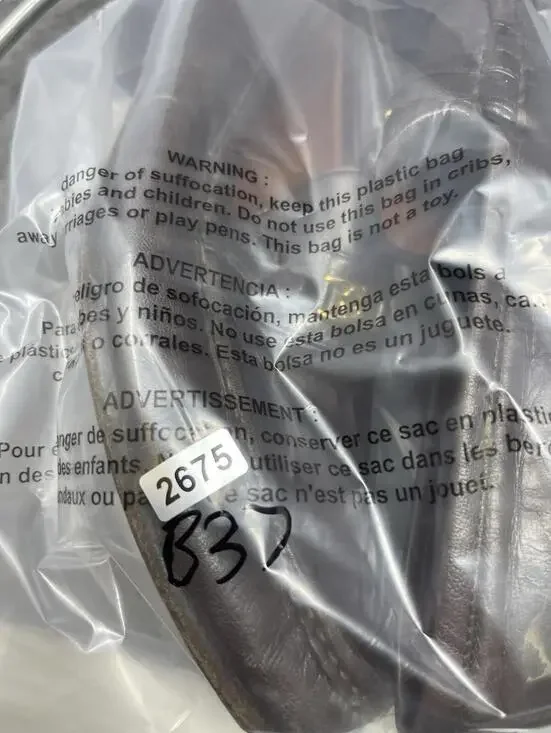 WARNING :
danger of suffocation, keep this plastic bag
away bies and children. Do not use this bag in cribs,
rriages or play pens. This bag is not a toy.
ADVERTENCIA :
eligro de sofocación, mantenga esta bols a
Para bes y niños. No use esta bolsa en cunas, ca
plástic o corrales. Esta bolsa no es un juguete.
ADVERTISSEMENT :
Pour nger de suffoca n, conserver ce sac en plasti
n des des enfants. utiliser ce sac dans les ber
ndaux ou pa e sac n'est pas un jouet.
2675
B37